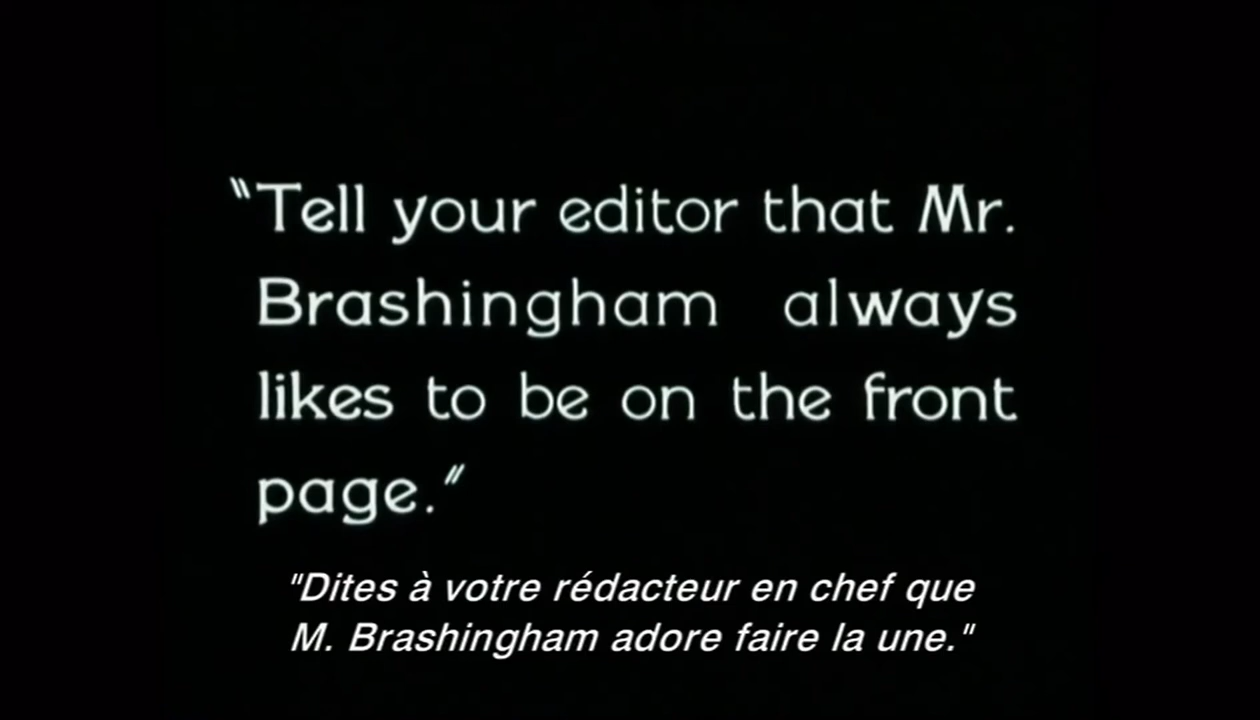 "Tell your editor that Mr.
Brashingham always
likes to be on the front
page."
"Dites à votre rédacteur en chef que
M. Brashingham adore faire la une."